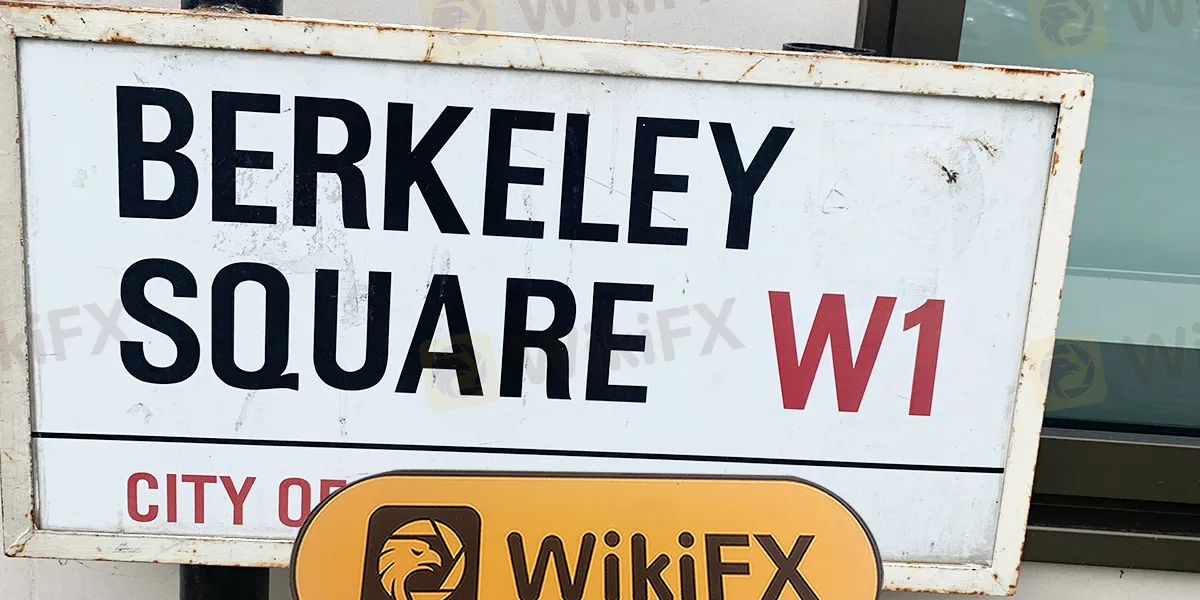 BERKELEY
SQUARE W1
CITY OF
WikiFX